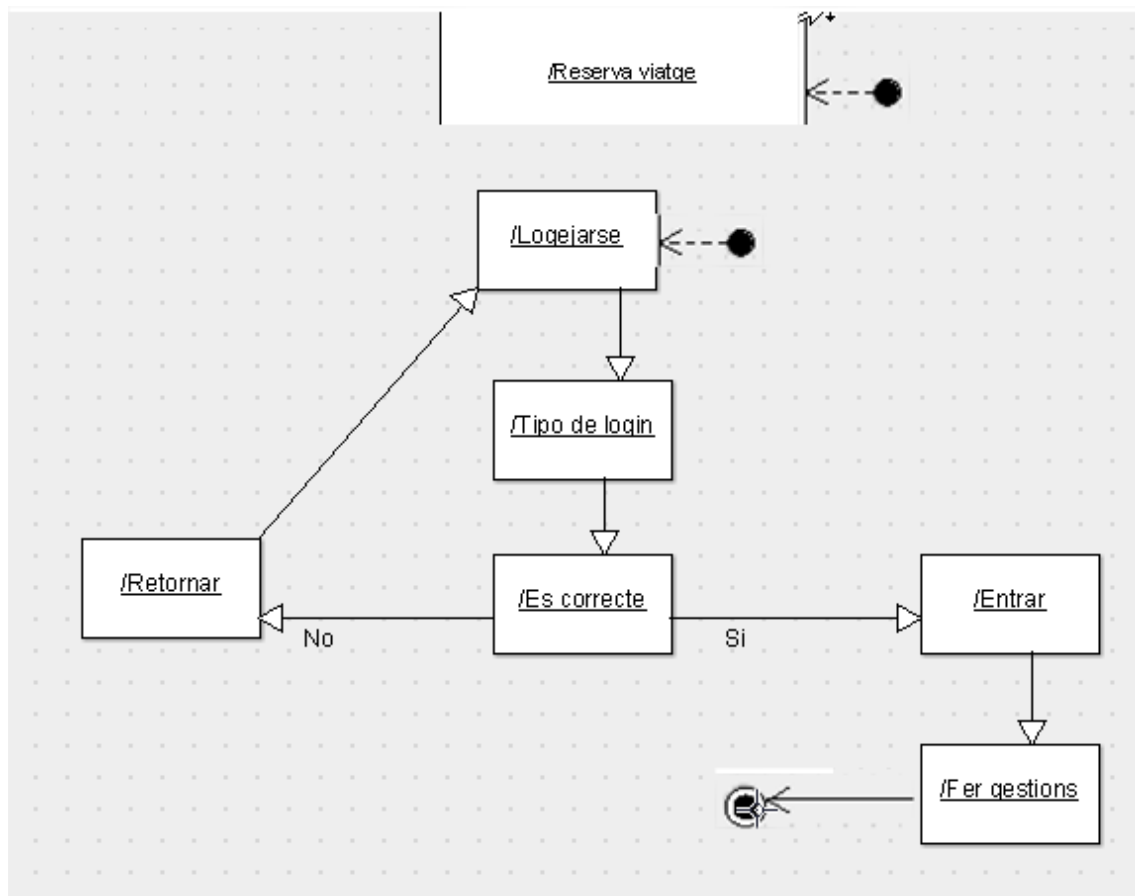 /Reserva viatge
/Logejarse
/Tipo de login
/Retornar
/Es correcte
/Entrar
No
Si
/Fer gestions